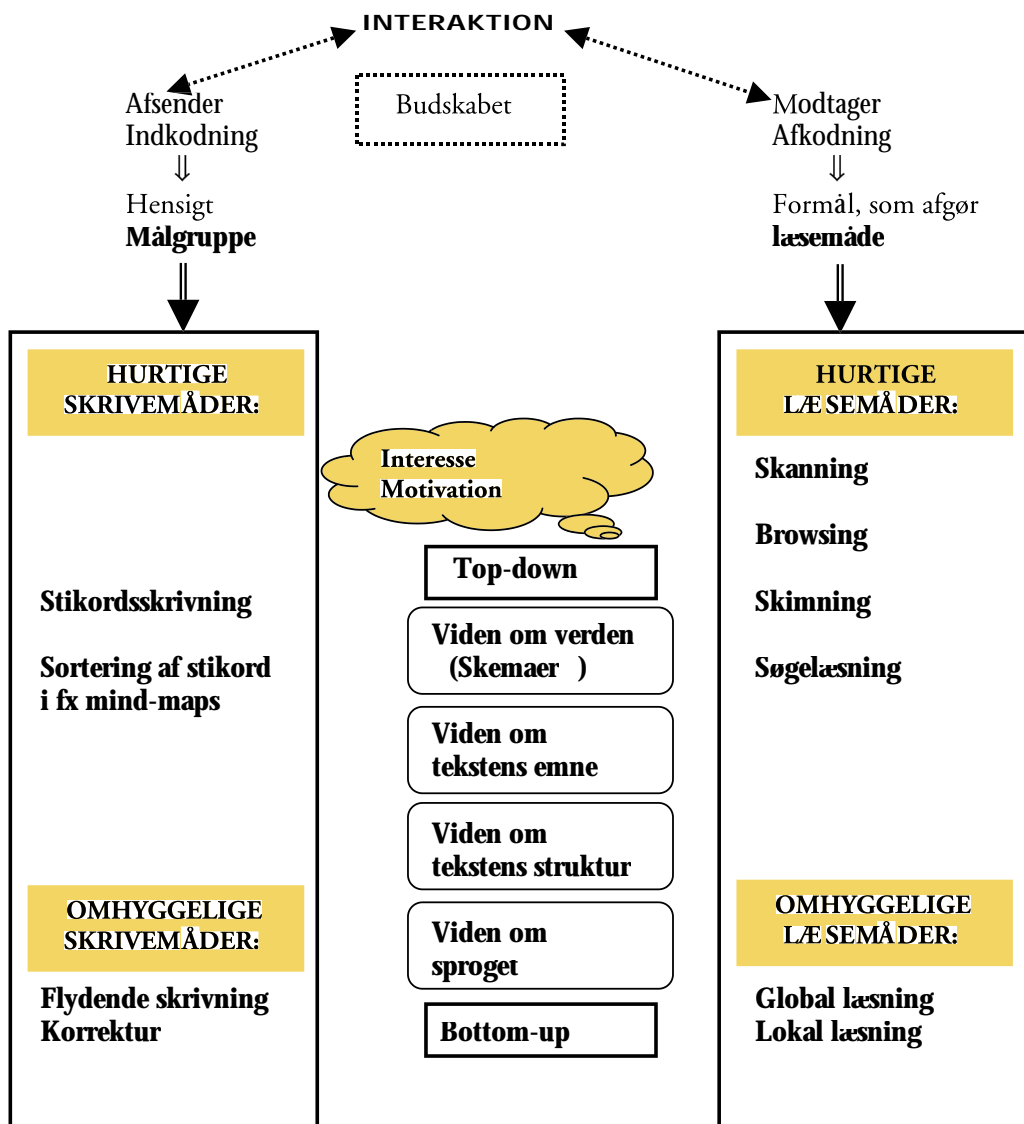 INTERAKTION
Afsender
Indkodning
Budskabet
Modtager
Afkodning
⇓
⇓
Hensigt
Målgruppe
Formål, som afgør
læsemåde
HURTIGE
SKRIVEMÅDER:
Stikordsskrivning
Sortering af stikord
i fx mind-maps
OMHYGGELIGE
SKRIVEMÅDER:
Flydende skrivning
Korrektur
Interesse
Motivation
Top-down
Viden om verden
(Skemaer )
Viden om
tekstens emne
Viden om
tekstens struktur
Viden om
sproget
Bottom-up
HURTIGE
LÆSEMÅDER:
Skanning
Browsing
Skimning
Søgelæsning
OMHYGGELIGE
LÆSEMÅDER:
Global læsning
Lokal læsning